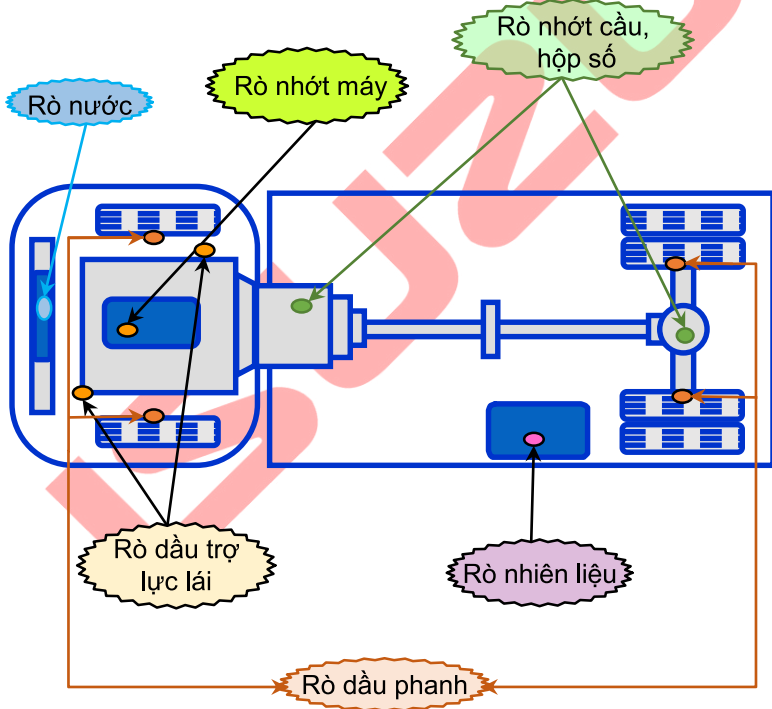 Rò nhớt cầu,
hộp số
Rò nhớt máy
Rò nước
Rò dầu trợ
lực lái
Rò nhiên liệu
Rò dầu phanh
ISUZU